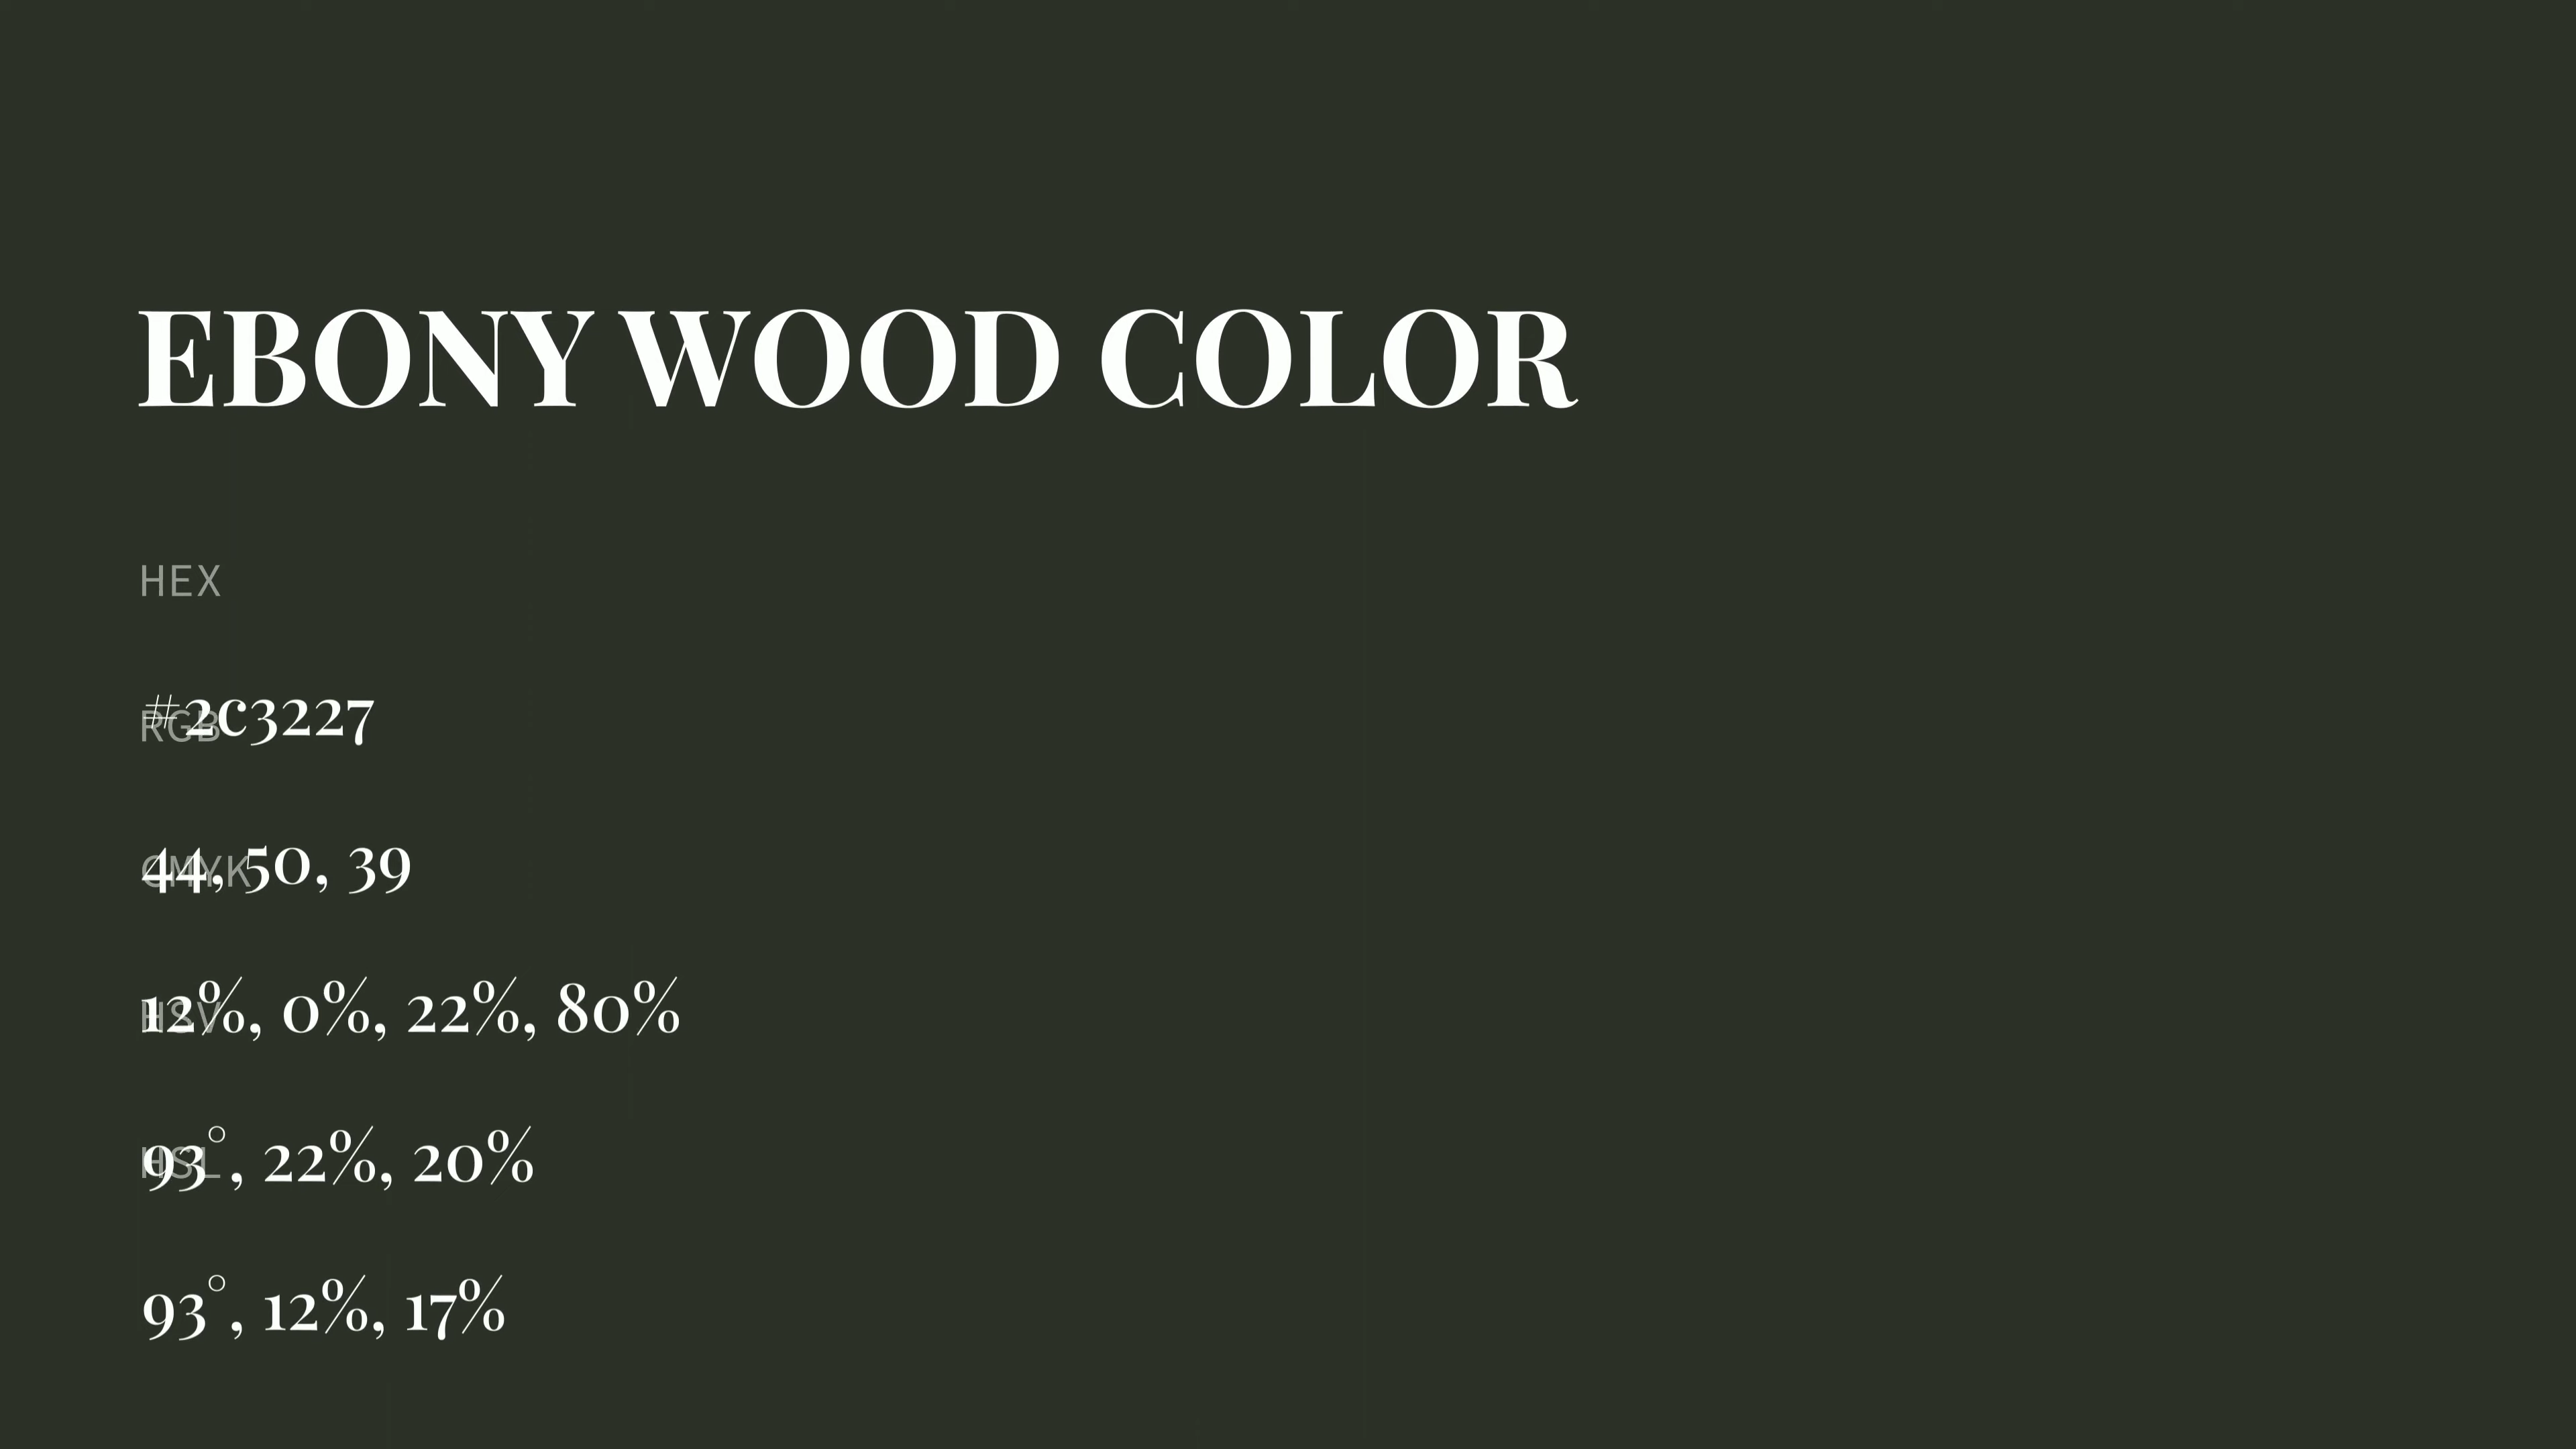 EBONY WOOD COLOR
HEX
#2c3227
RGB
44, 50, 39
CMYK
12%, 0%, 22%, 80%
HSV
93°, 22%, 20%
HSL
93°, 12%, 17%